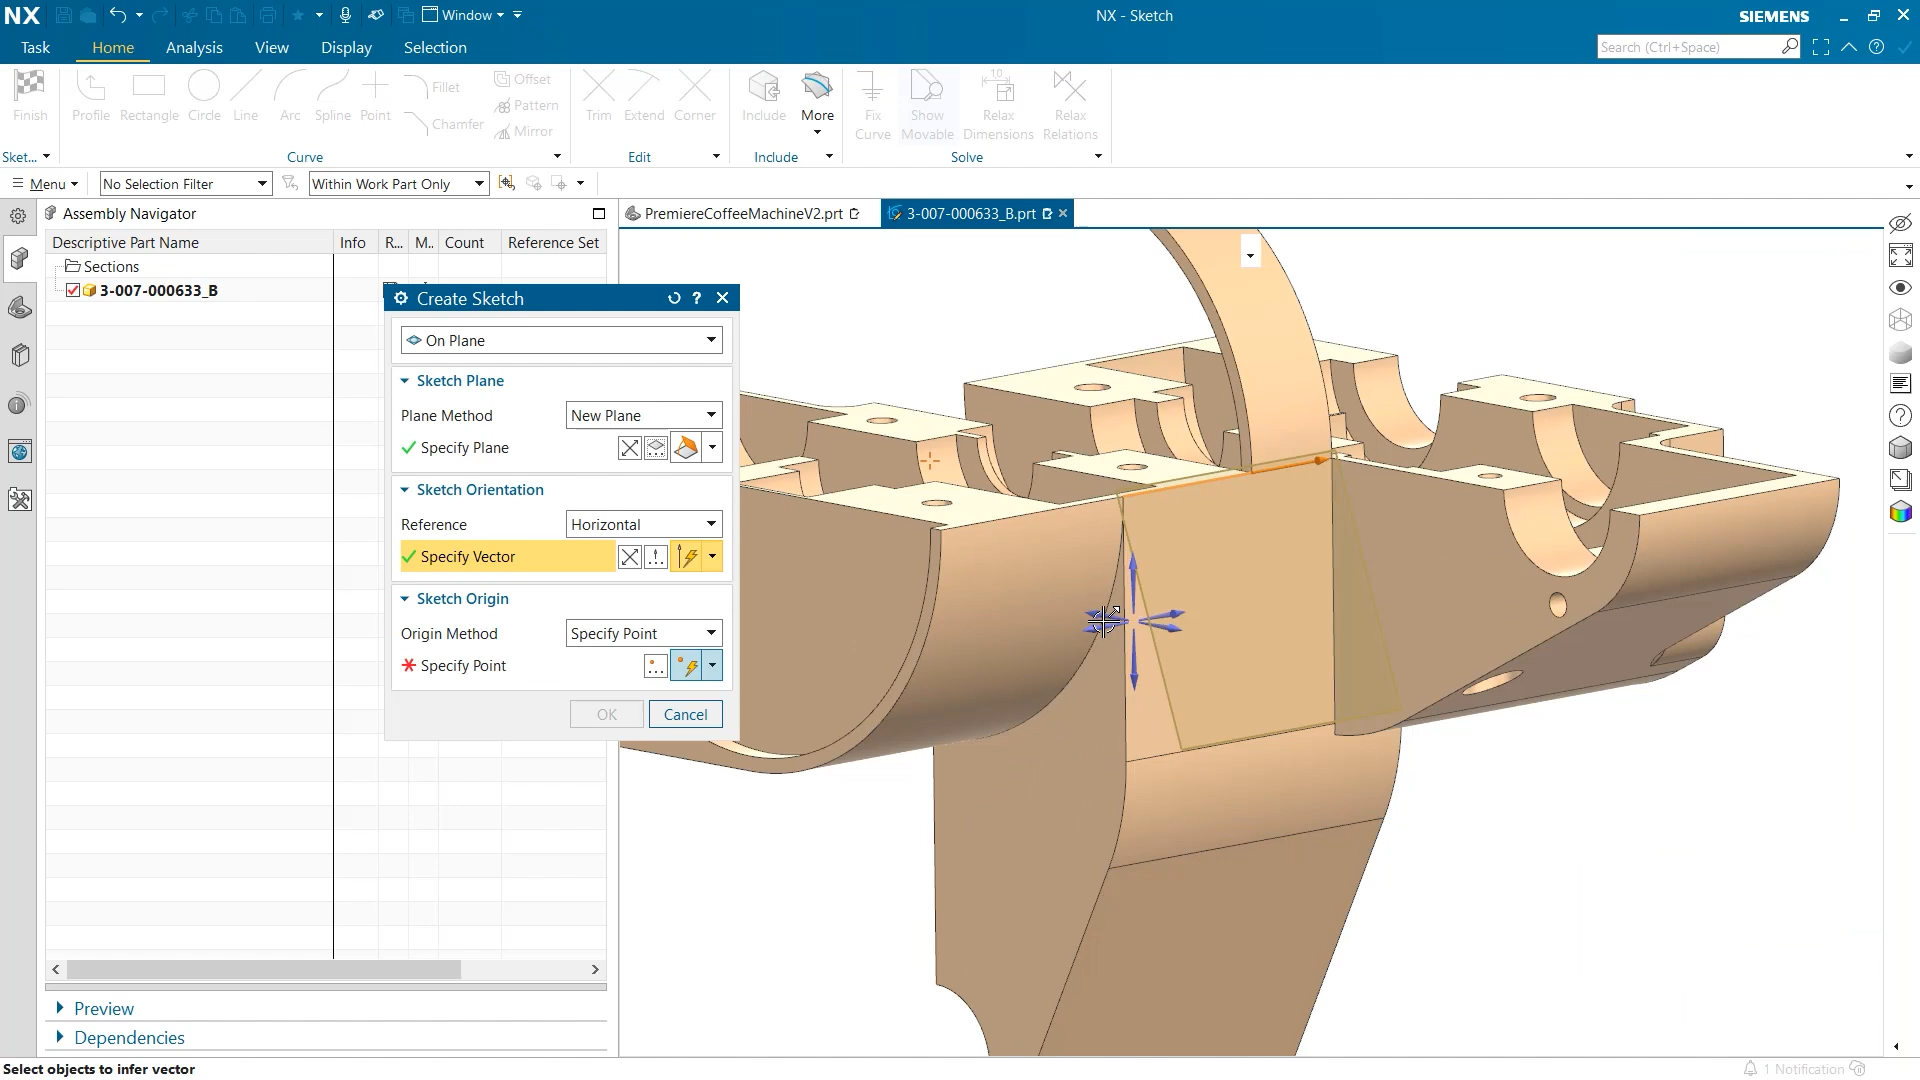 NX
Window
NX - Sketch
SIEMENS
Task
Home
Analysis
View
Display
Selection
Search (Ctrl+Space)
Finish
Profile
Rectangle
Circle
Line
Arc
Spline
Point
Fillet
Chamfer
Offset
Pattern
Mirror
Trim
Extend
Corner
Include
More
Fix
Curve
Show
Movable
1.0
Relax
Dimensions
Relax
Relations
Sket...
Curve
Edit
Include
Solve
Menu
No Selection Filter
Within Work Part Only
Assembly Navigator
PremiereCoffeeMachineV2.prt
3-007-000633_B.prt
Descriptive Part Name
Info
R...
M..
Count
Reference Set
Sections
3-007-000633_B
Create Sketch
On Plane
Sketch Plane
Plane Method
New Plane
Specify Plane
Sketch Orientation
Reference
Horizontal
Specify Vector
Sketch Origin
Origin Method
Specify Point
Specify Point
OK
Cancel
Preview
Dependencies
Select objects to infer vector
1 Notification